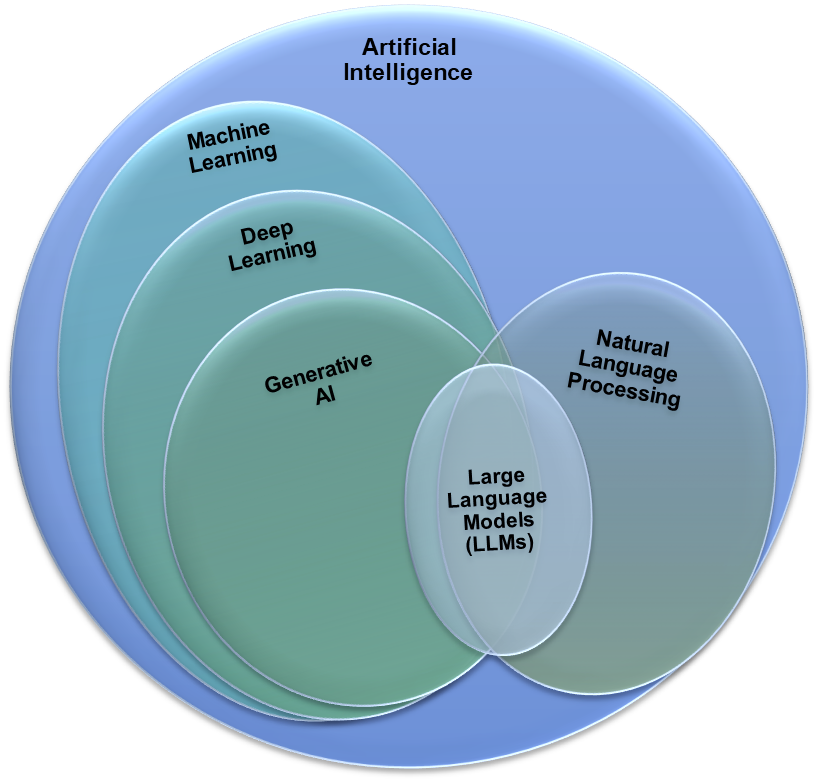 Artificial
Intelligence
Machine
Learning
Deep
Learning
Generative
AI
Natural
Language
Processing
Large
Language
Models
(LLMs)